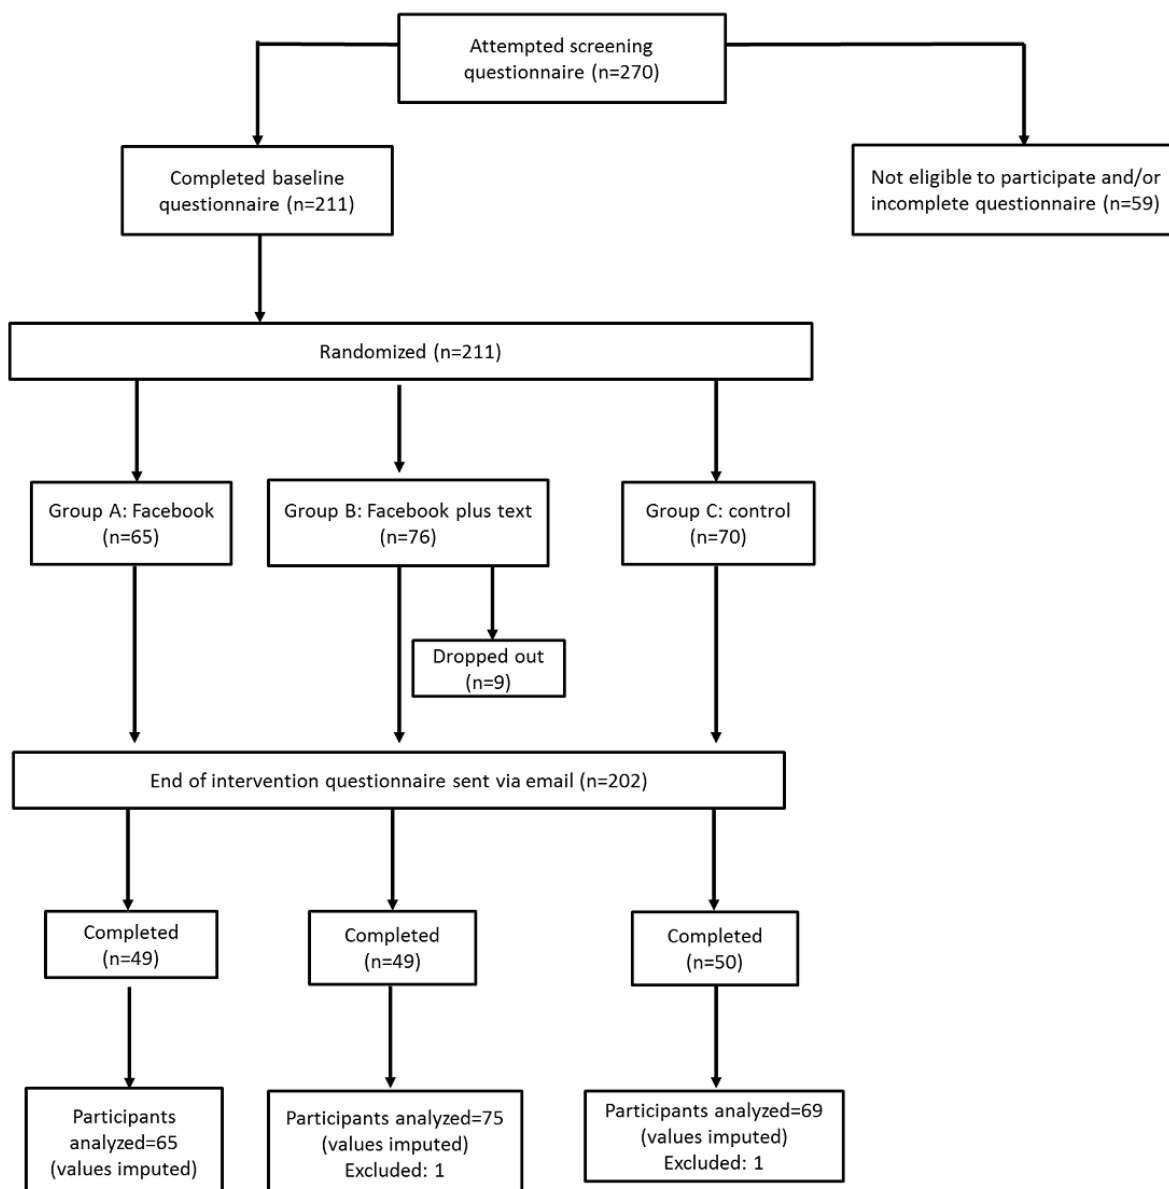 Attempted screening
questionnaire (n=270)
Completed baseline
questionnaire (n=211)
Not eligible to participate and/or
incomplete questionnaire (n=59)
Randomized (n=211)
Group A: Facebook
(n=65)
Group B: Facebook plus text
(n=76)
Group C: control
(n=70)
Dropped out
(n=9)
End of intervention questionnaire sent via email (n=202)
Completed
(n=49)
Completed
(n=49)
Completed
(n=50)
Participants
analyzed=65
(values imputed)
Participants analyzed=75
(values imputed)
Excluded: 1
Participants analyzed=69
(values imputed)
Excluded: 1